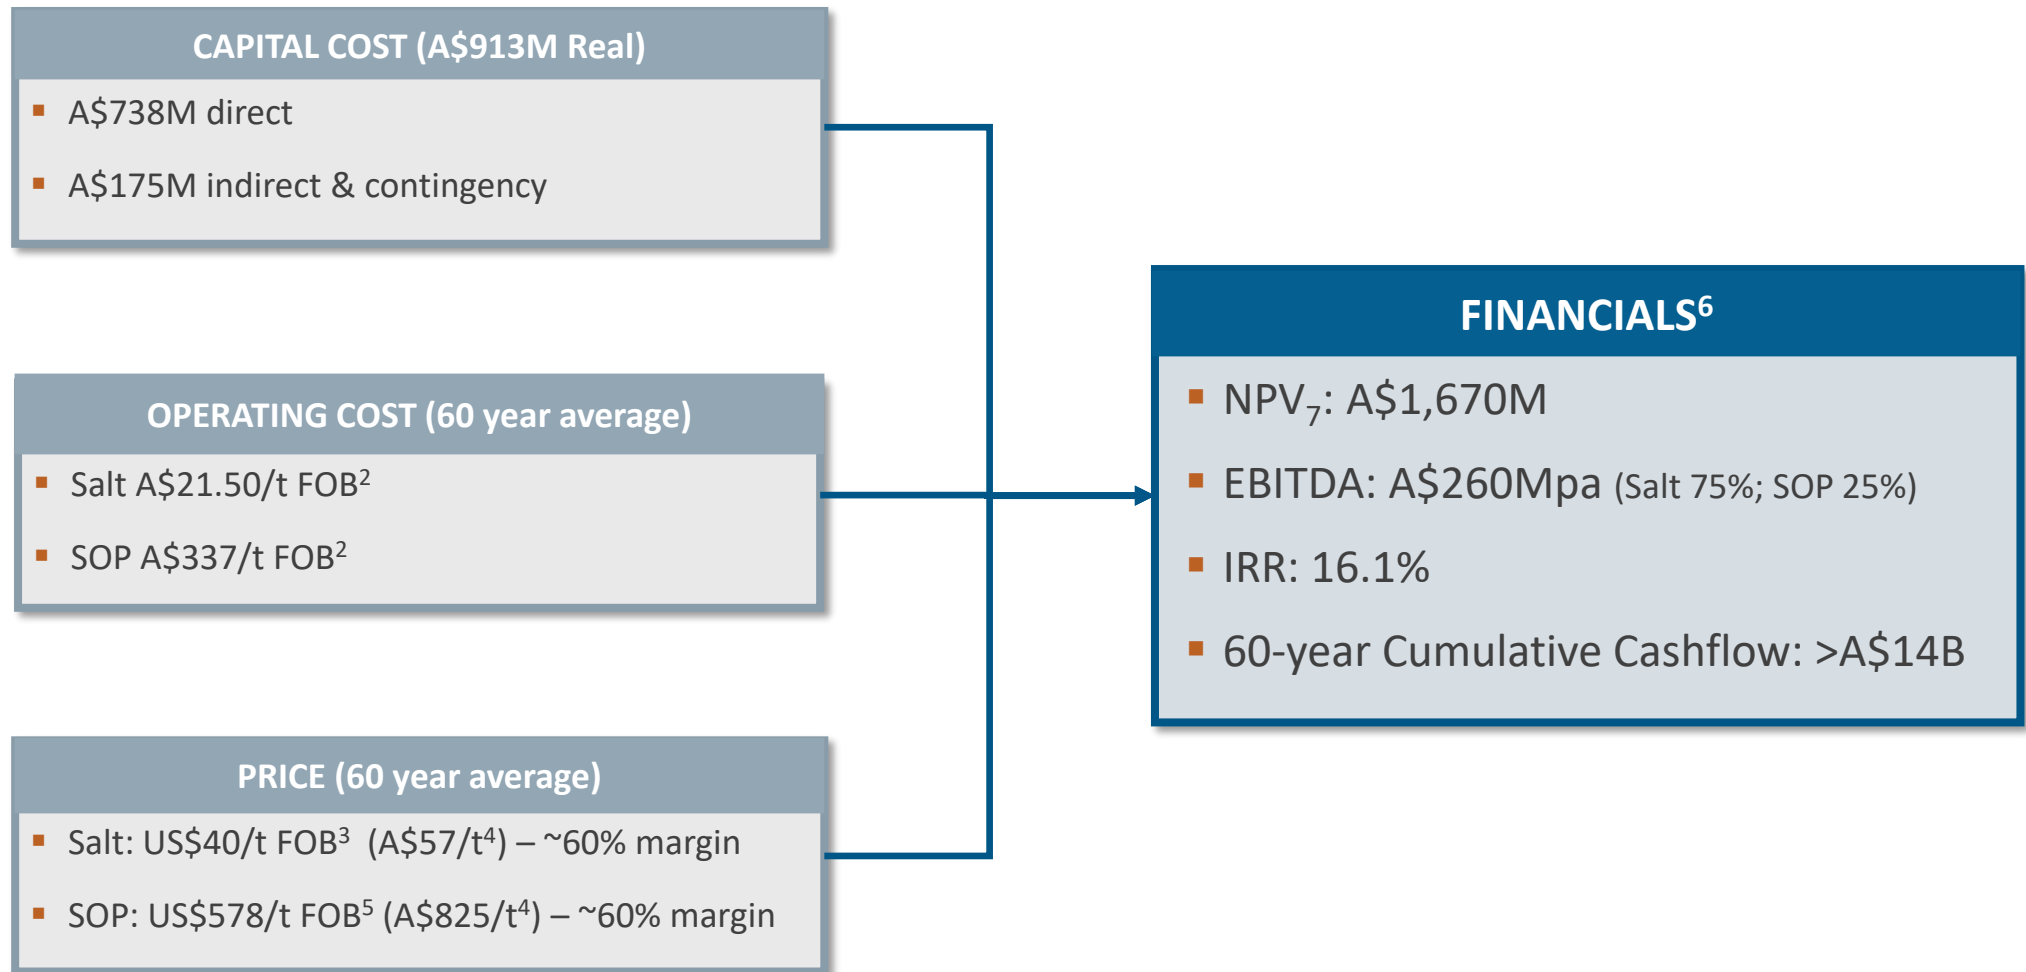 CAPITAL COST (A$913M Real)
▪ A$738M direct
▪ A$175M indirect & contingency
OPERATING COST (60 year average)
▪ Salt A$21.50/t FOB²
▪ SOP A$337/t FOB²
PRICE (60 year average)
▪ Salt: US$40/t FOB³ (A$57/t⁴) – ~60% margin
▪ SOP: US$578/t FOB⁵ (A$825/t⁴) – ~60% margin
FINANCIALS⁶
▪ NPV₇: A$1,670M
▪ EBITDA: A$260Mpa (Salt 75%; SOP 25%)
▪ IRR: 16.1%
▪ 60-year Cumulative Cashflow: >A$14B